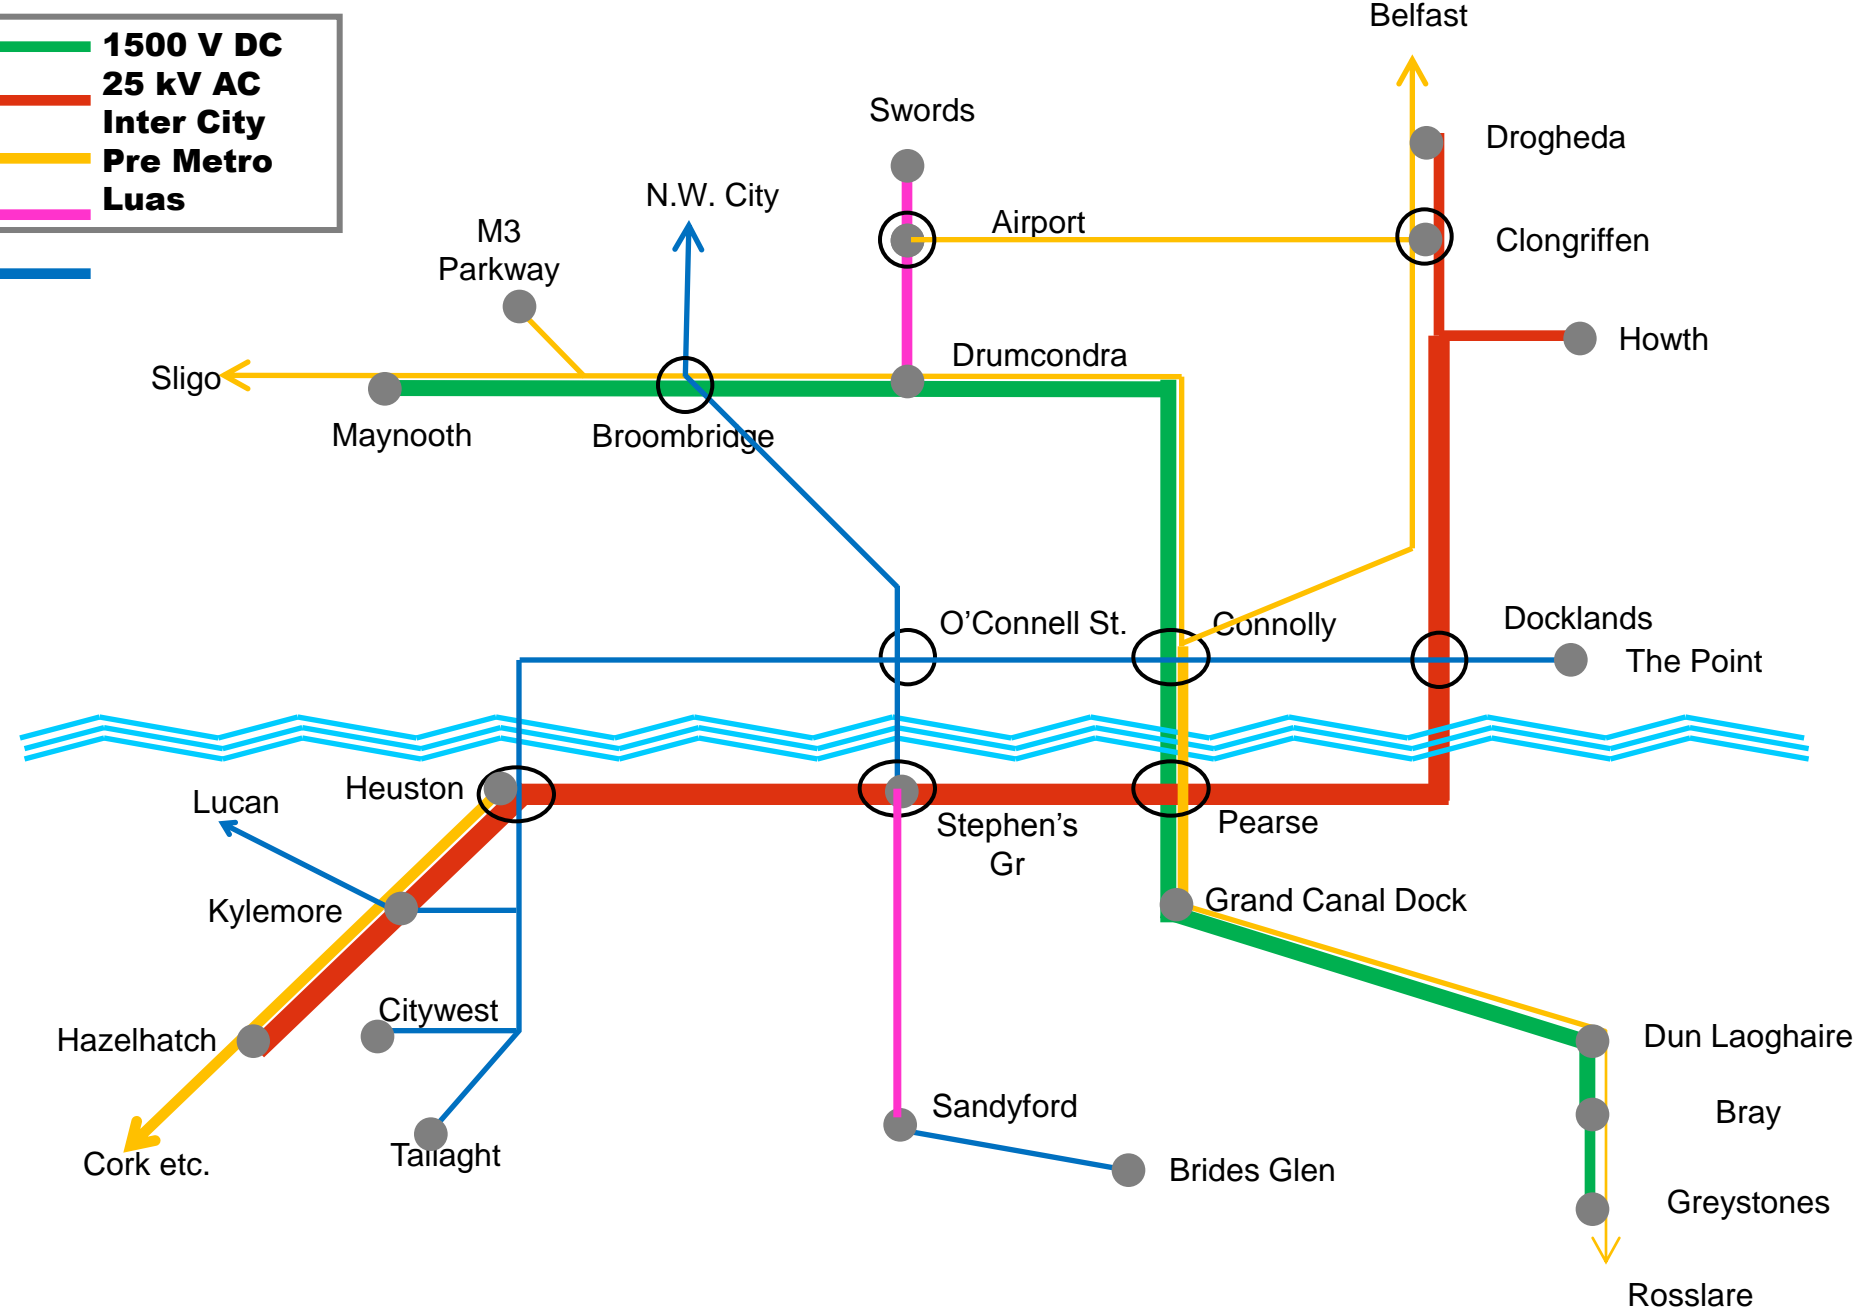 Belfast
1500 V DC
25 kV AC
Inter City
Pre Metro
Luas
Swords
Drogheda
N.W. City
M3
Parkway
Airport
Clongriffen
Howth
Drumcondra
Sligo
Maynooth
Broombridge
O'Connell St.
Connolly
Docklands
The Point
Heuston
Lucan
Stephen's
Gr
Pearse
Kylemore
Grand Canal Dock
Citywest
Hazelhatch
Dun Laoghaire
Sandyford
Bray
Tallaght
Cork etc.
Brides Glen
Greystones
Rosslare